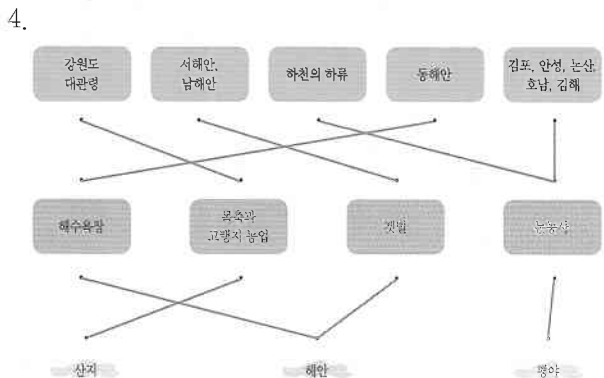 4.
강원도
대관령
서해안,
남해안
하천의 하류
동해안
김포, 안성, 논산,
호남, 김해
해수욕장
목축과
고랭지 농업
갯벌
논농사
산지
해안
평야